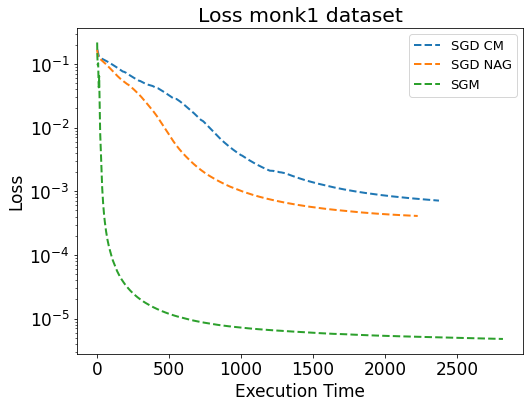 Loss monk1 dataset
SGD CM
SGD NAG
SGM
Loss
10⁻¹
10⁻²
10⁻³
10⁻⁴
10⁻⁵
0 500 1000 1500 2000 2500
Execution Time